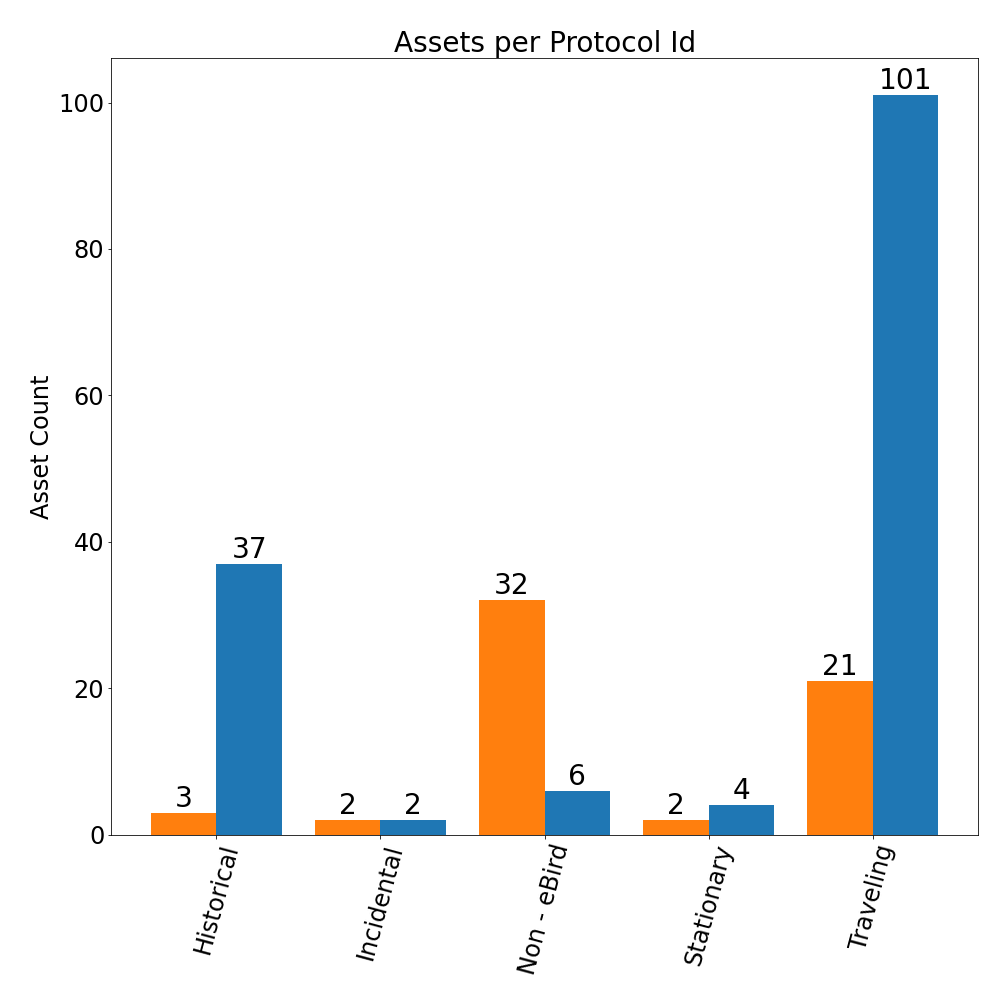 Assets per Protocol Id
Asset Count
100
80
60
40
20
0
3
37
2
2
32
6
2
4
21
101
Historical
Incidental
Non - eBird
Stationary
Traveling